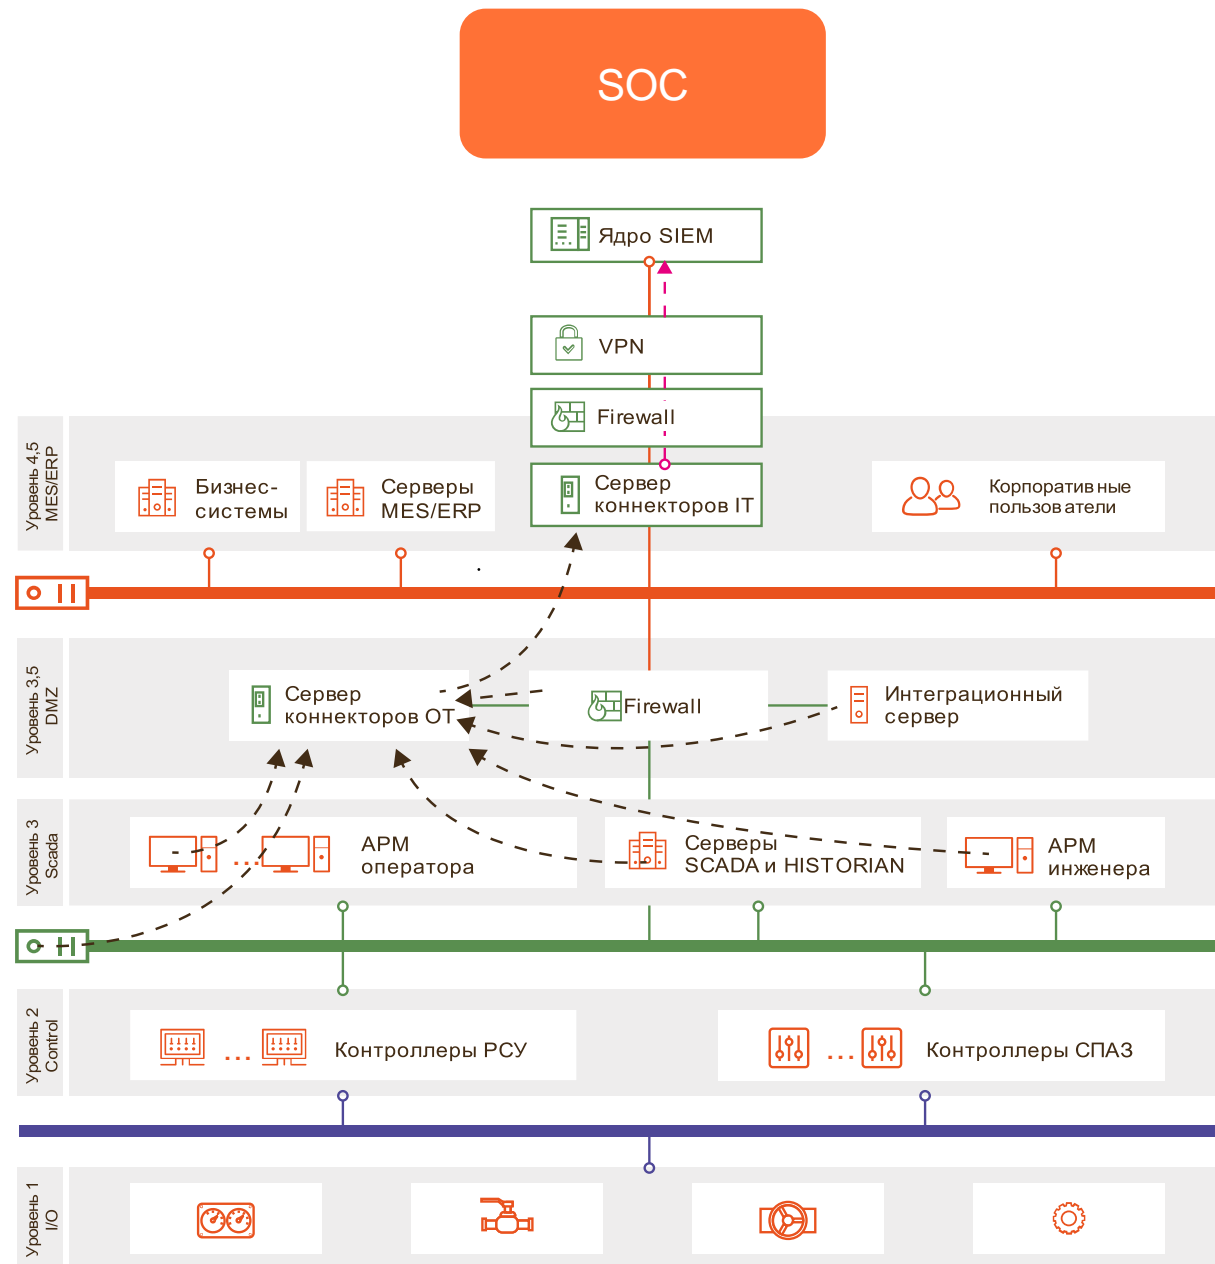 SOC
Ядро SIEM
VPN
Firewall
Уровень 4,5
MES/ERP
Бизнес-
системы
Серверы
MES/ERP
Сервер
коннекторов IT
Корпоративные
пользователи
Уровень 3,5
DMZ
Сервер
коннекторов OT
Firewall
Интеграционный
сервер
Уровень 3
Scada
АРМ
оператора
Серверы
SCADA и HISTORIAN
АРМ
инженера
Уровень 2
Control
...
Контроллеры РСУ
...
Контроллеры СПАЗ
Уровень 1
I/O